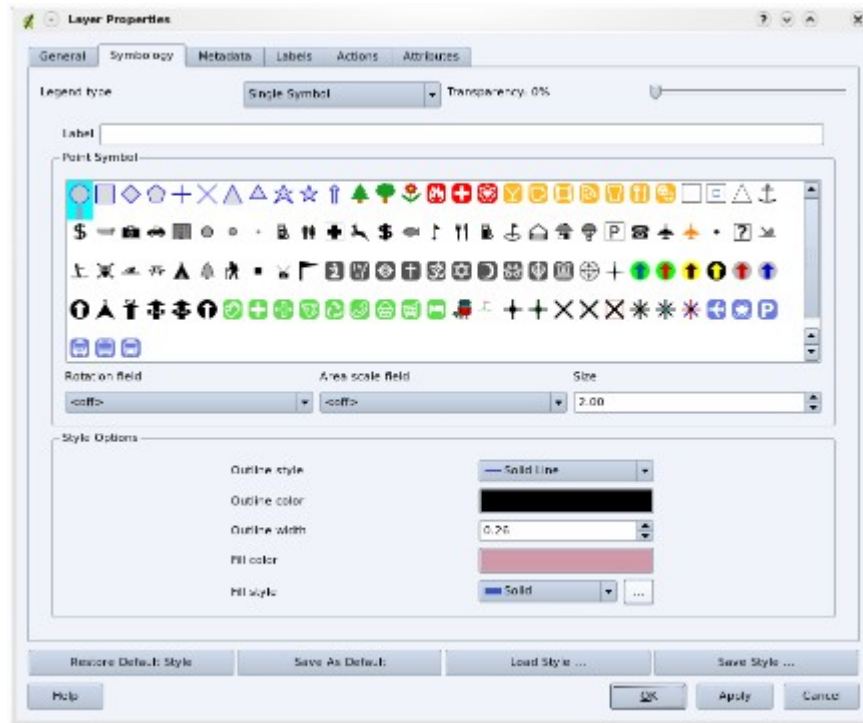 Layer Properties
General Symbology Metadata Labels Actions Attributes
Legend type Single Symbol Transparency: 0%
Label
Point Symbol
Rotation field Area scale field Size
<off> <off> 2.00
Style Options
Outline style Solid Line
Outline color
Outline width 0.26
Fill color
Fill style Solid ...
Restore Default Style Save As Default Load Style ... Save Style ...
Help OK Apply Cancel